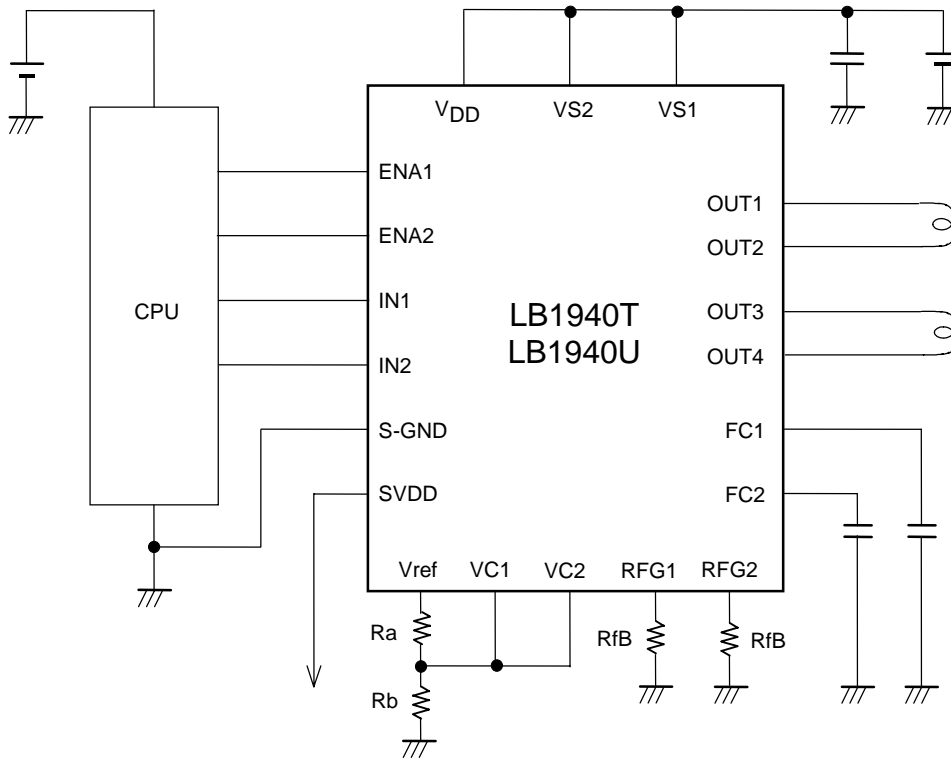 V_DD VS2 VS1
ENA1
OUT1
ENA2
OUT2
CPU
IN1
LB1940T
LB1940U
OUT3
IN2
OUT4
S-GND
FC1
SVDD
FC2
Vref VC1 VC2 RFG1 RFG2
Ra
RfB
RfB
Rb